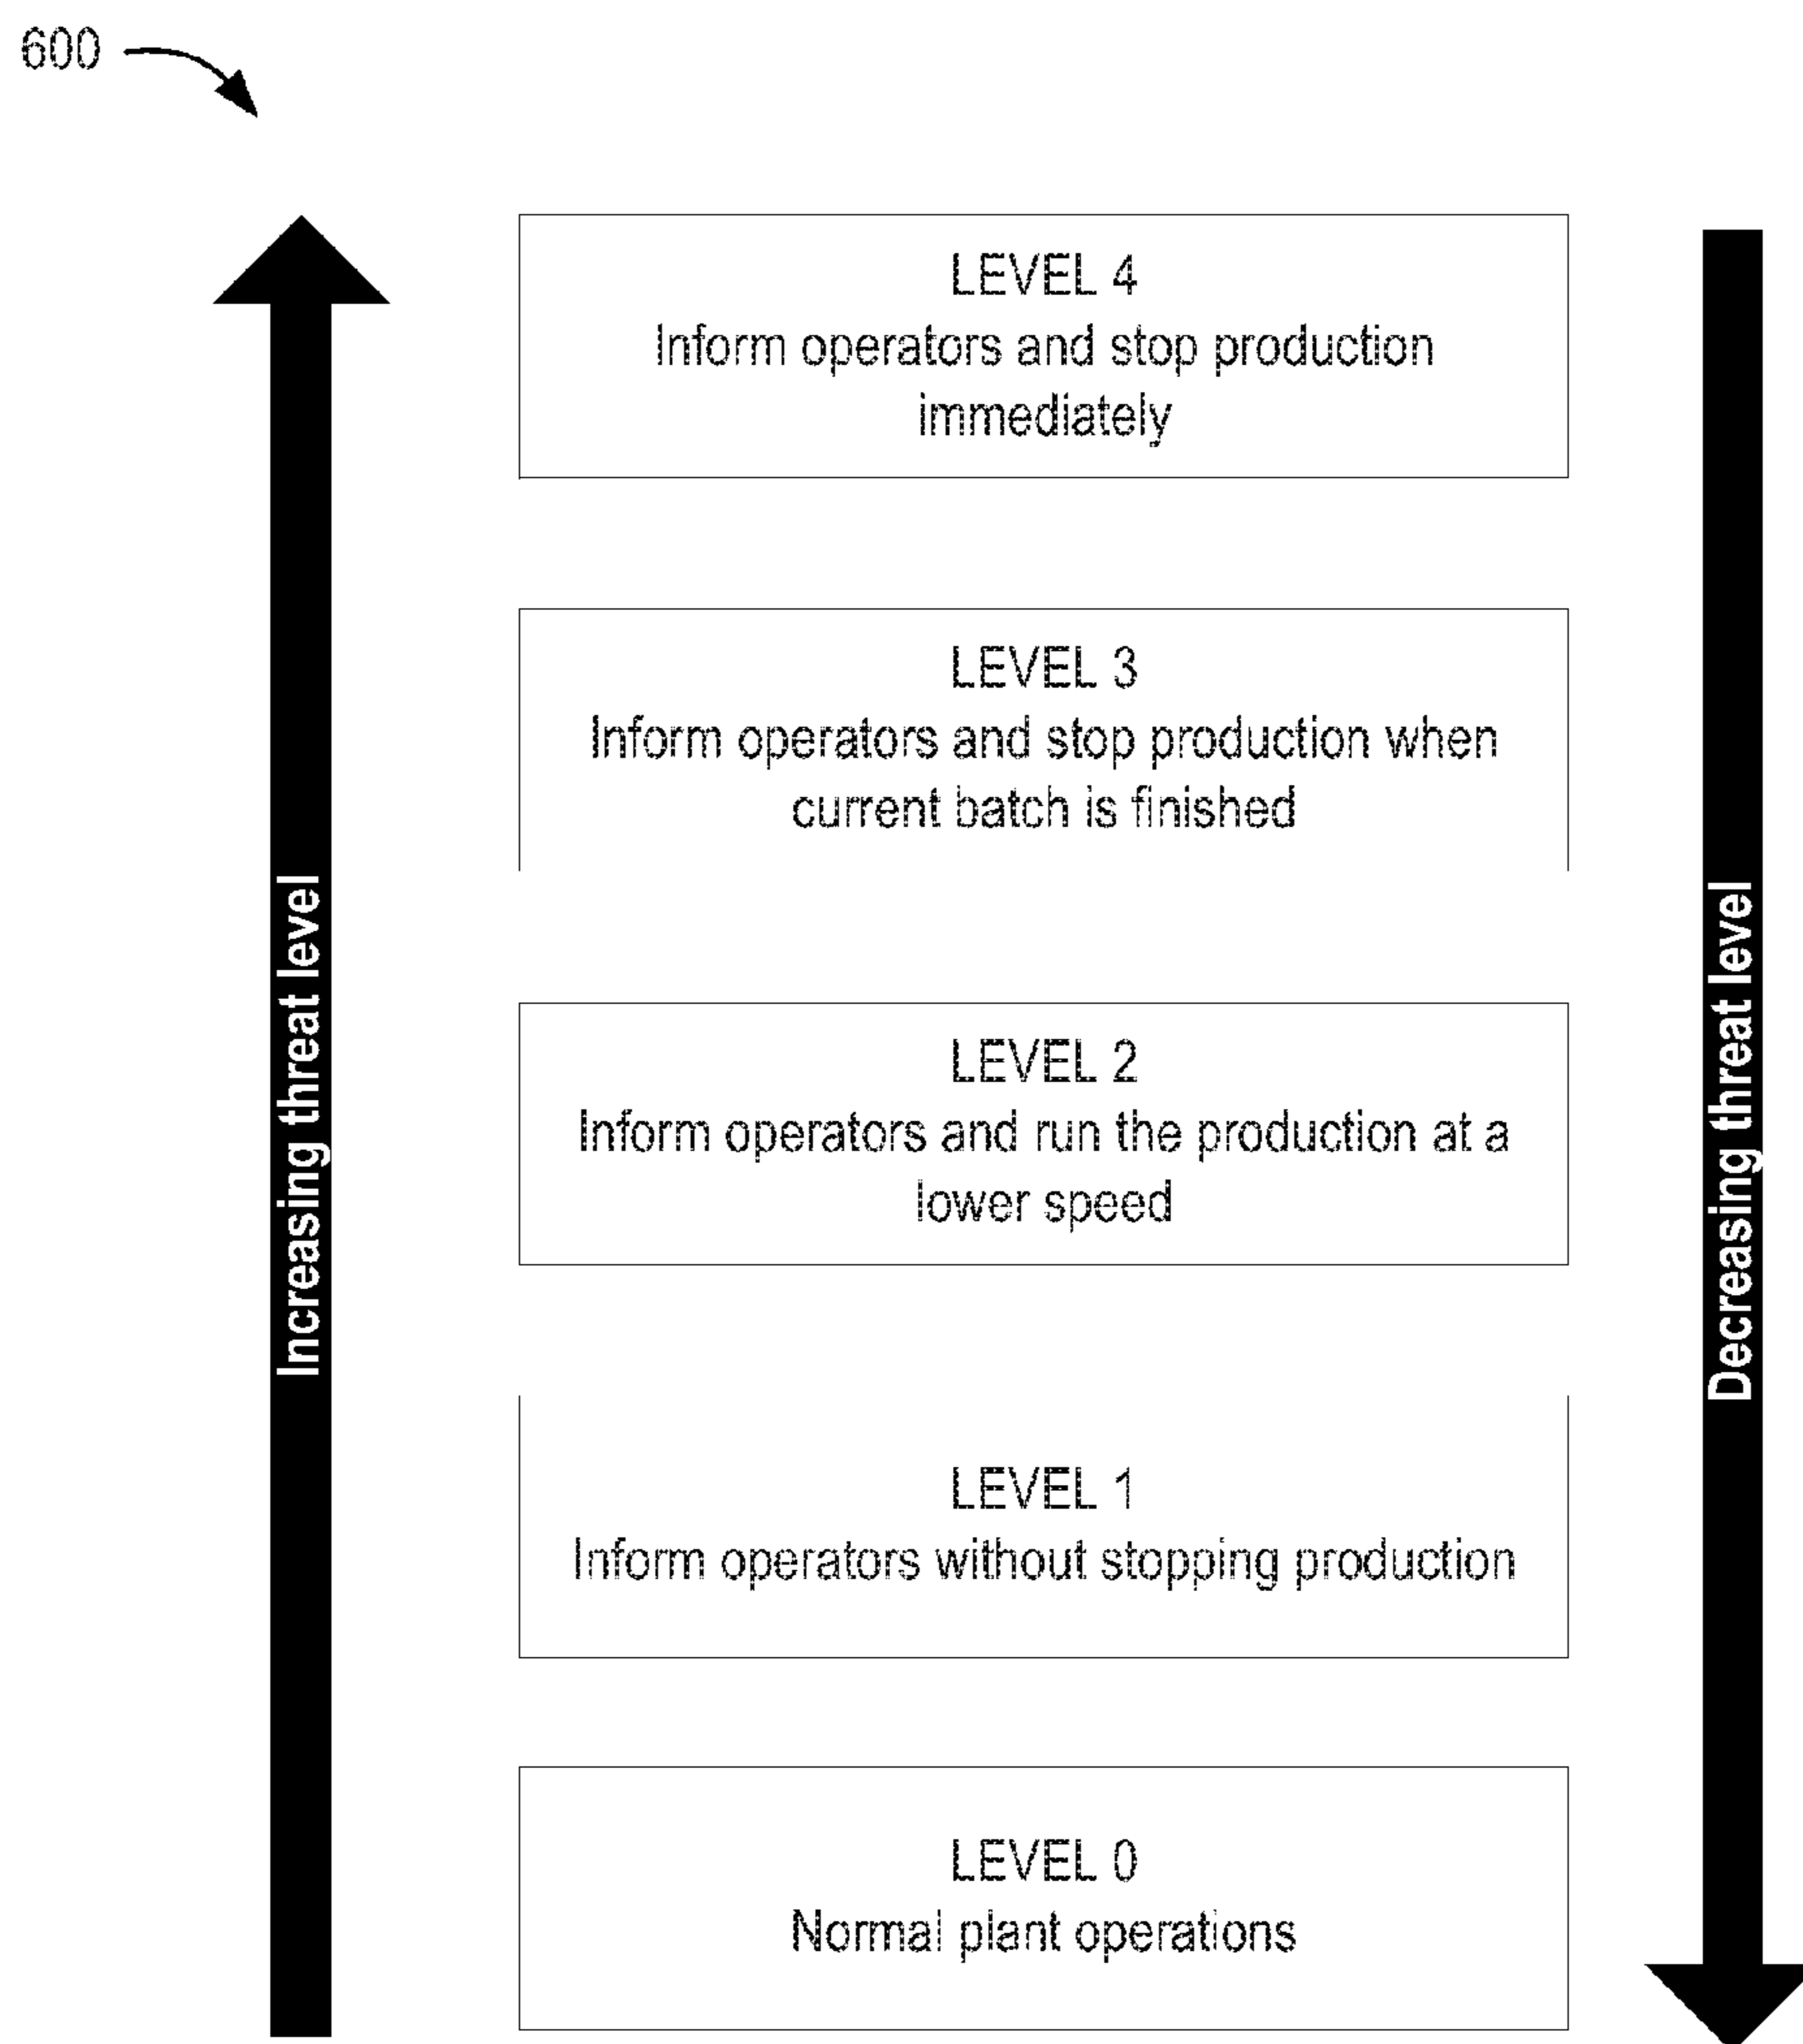 600
LEVEL 4
Inform operators and stop production
immediately
LEVEL 3
Inform operators and stop production when
current batch is finished
LEVEL 2
Inform operators and run the production at a
lower speed
LEVEL 1
Inform operators without stopping production
LEVEL 0
Normal plant operations
Increasing threat level
Decreasing threat level